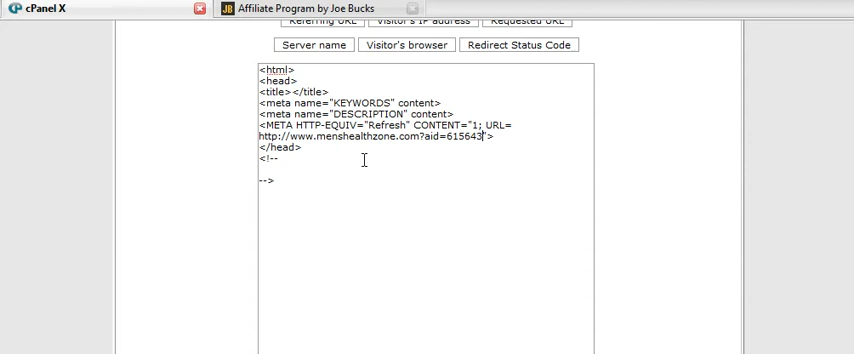 cPanel X
Affiliate Program by Joe Bucks
Referring URL Visitor's IP address Requested URL
Server name Visitor's browser Redirect Status Code
<html>
<head>
<title></title>
<meta name="KEYWORDS" content>
<meta name="DESCRIPTION" content>
<META HTTP-EQUIV="Refresh" CONTENT="1; URL=
http://www.menshealthzone.com?aid=615643">
</head>
<!--
-->